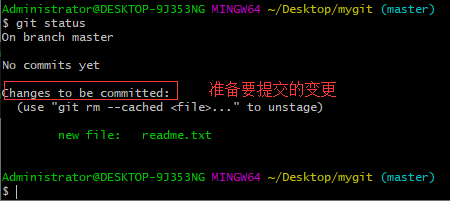 Administrator@DESKTOP-9J353NG MINGW64 ~/Desktop/mygit (master)
$ git status
On branch master
No commits yet
Changes to be committed: 准备要提交的变更
(use "git rm --cached <file>..." to unstage)
new file: readme.txt
Administrator@DESKTOP-9J353NG MINGW64 ~/Desktop/mygit (master)
$